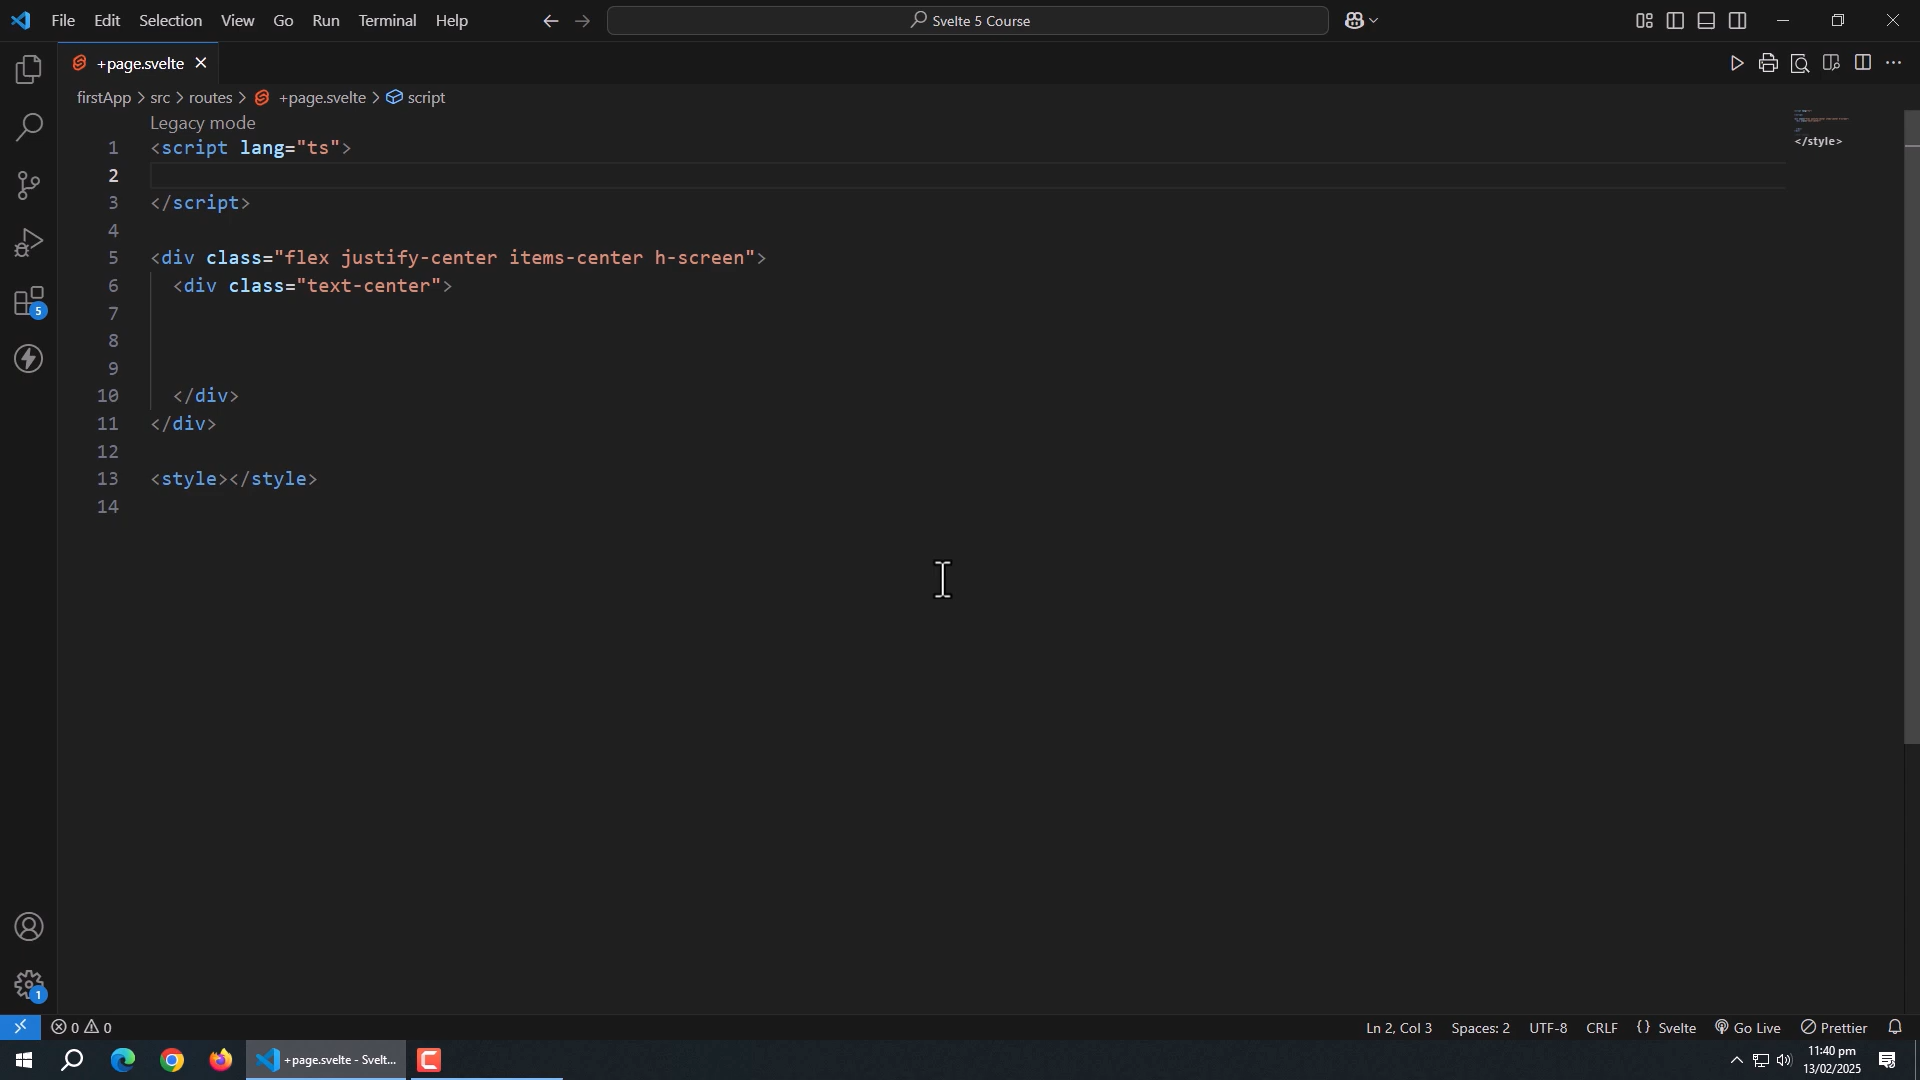 File Edit Selection View Go Run Terminal Help
Svelte 5 Course
+page.svelte
firstApp > src > routes > +page.svelte > script
Legacy mode
1 <script lang="ts">
2
3 </script>
4
5 <div class="flex justify-center items-center h-screen">
6 <div class="text-center">
7
8
9
10 </div>
11 </div>
12
13 <style></style>
14
</style>
5
1
0 0
Ln 2, Col 3 Spaces: 2 UTF-8 CRLF {} Svelte Go Live Prettier
+page.svelte - Svelt...
11:40 pm
13/02/2025